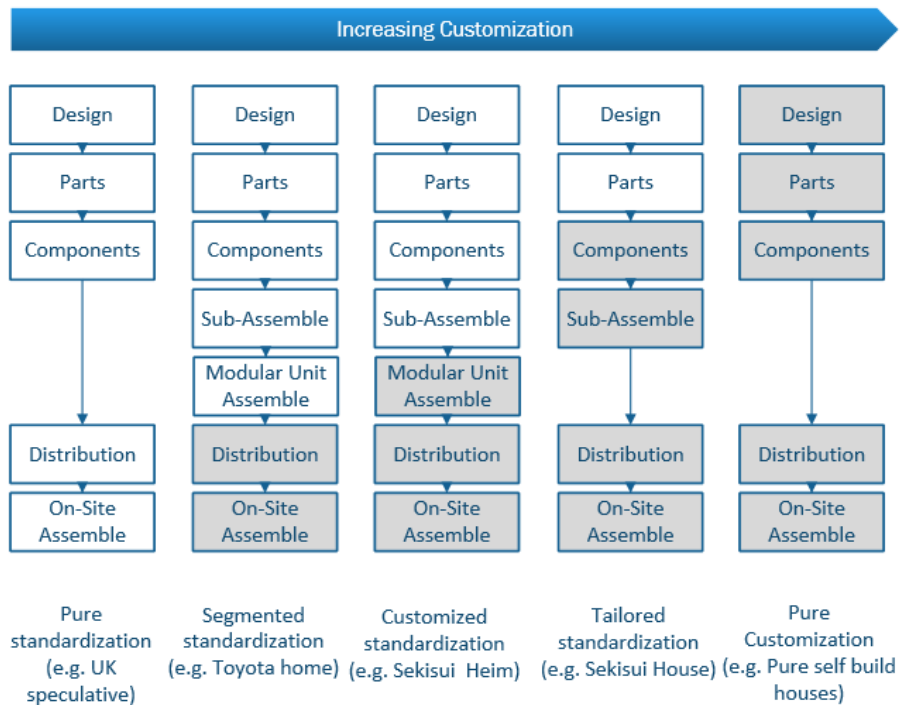 Increasing Customization
Design
Parts
Components
Distribution
On-Site
Assemble
Pure
standardization
(e.g. UK
speculative)
Design
Parts
Components
Sub-Assemble
Modular Unit
Assemble
Distribution
On-Site
Assemble
Segmented
standardization
(e.g. Toyota home)
Design
Parts
Components
Sub-Assemble
Modular Unit
Assemble
Distribution
On-Site
Assemble
Customized
standardization
(e.g. Sekisui Heim)
Design
Parts
Components
Sub-Assemble
Distribution
On-Site
Assemble
Tailored
standardization
(e.g. Sekisui House)
Design
Parts
Components
Distribution
On-Site
Assemble
Pure
Customization
(e.g. Pure self build
houses)